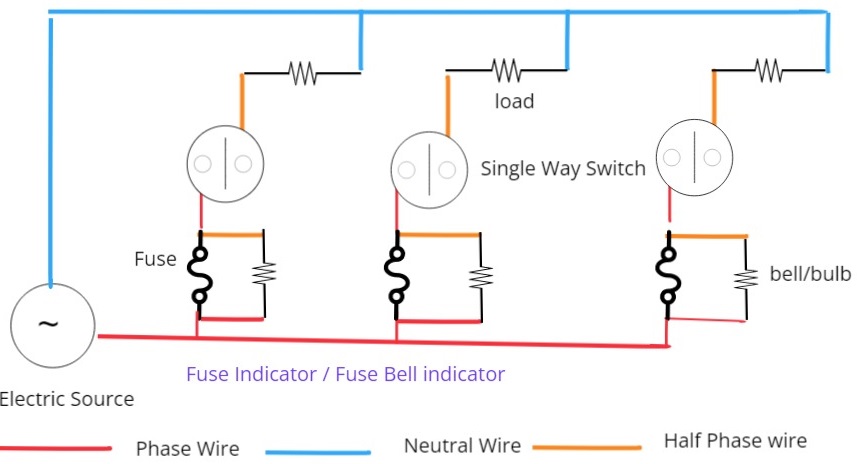 load
Single Way Switch
Fuse
bell/bulb
~
Fuse Indicator / Fuse Bell indicator
Electric Source
Phase Wire
Neutral Wire
Half Phase wire